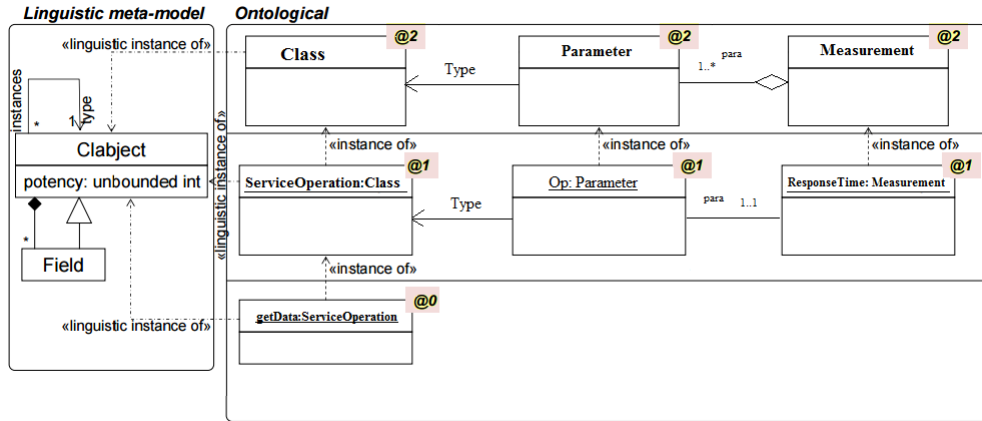 Linguistic meta-model
Ontological
«linguistic instance of»
Class
@2
Parameter
@2
Measurement
@2
Type
para
1..*
instances
type
*
1
Clabject
potency: unbounded int
*
Field
«linguistic instance of»
«instance of»
«instance of»
«instance of»
ServiceOperation:Class
@1
Op: Parameter
@1
ResponseTime: Measurement
@1
Type
para
1..1
«instance of»
«linguistic instance of»
getData:ServiceOperation
@0